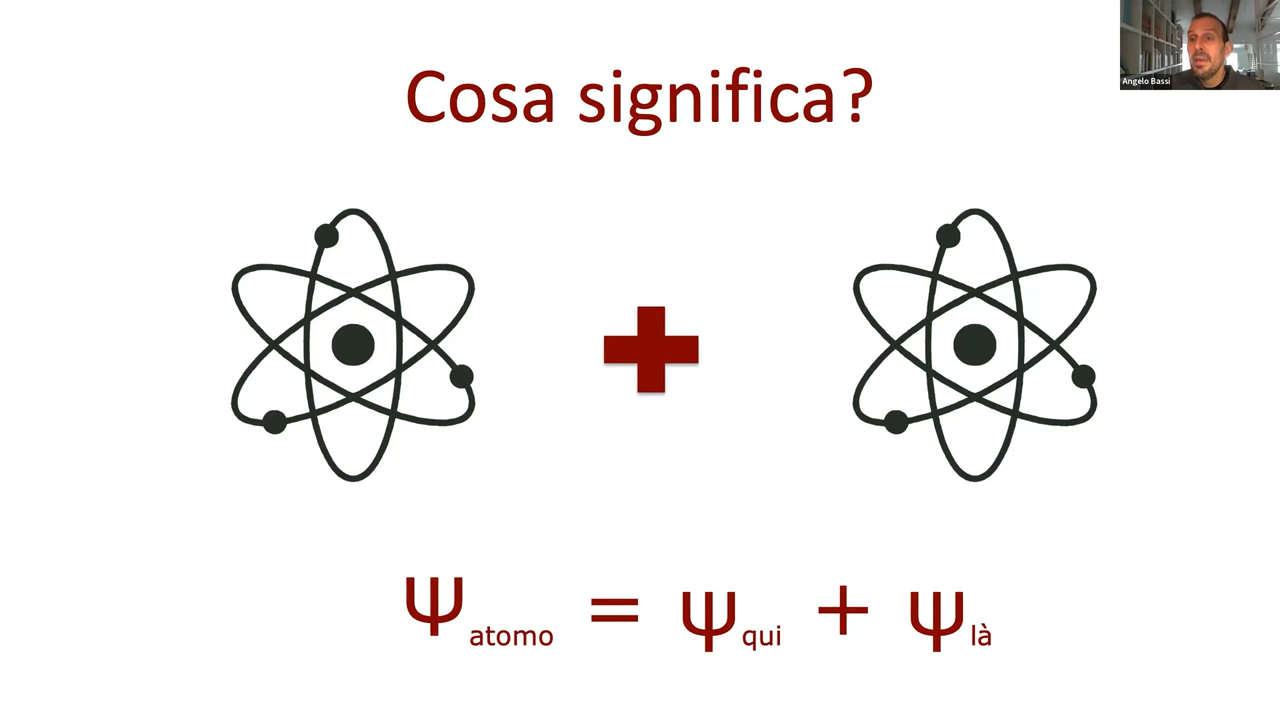 Cosa significa?
Angelo Bassi
Ψatomo = ψqui + ψlà